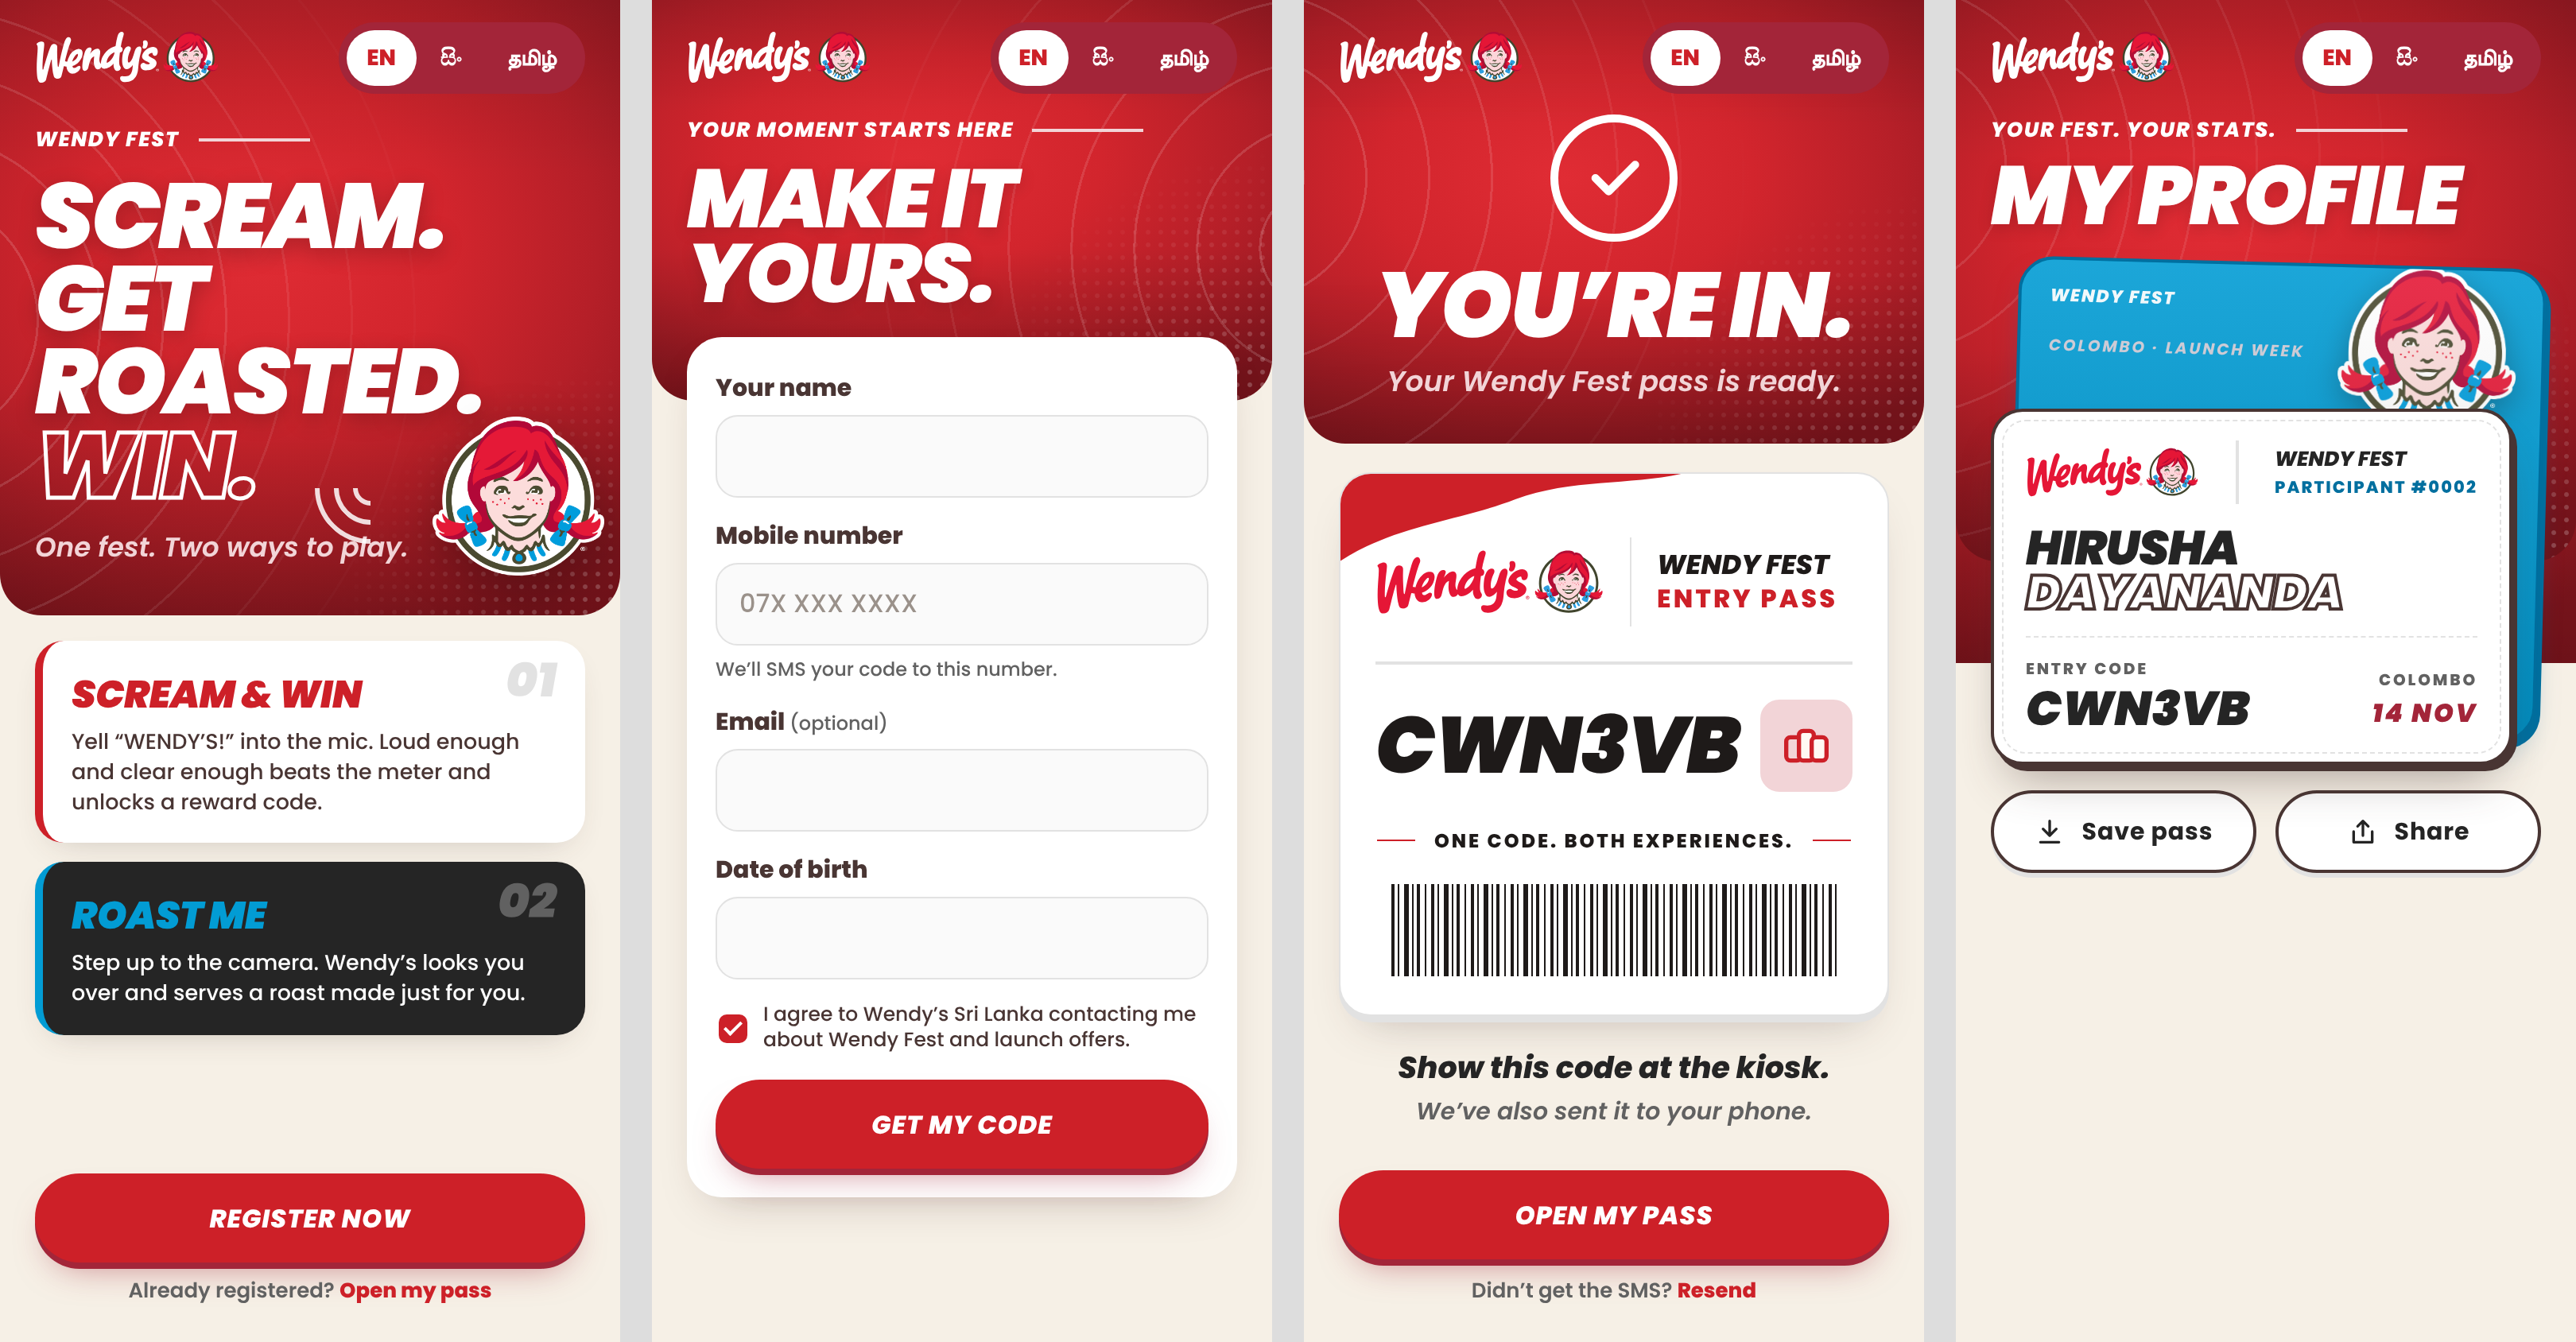 Wendy's
EN
සිං
தமிழ்
WENDY FEST
SCREAM.
GET
ROASTED.
WIN.
One fest. Two ways to play.
SCREAM & WIN
01
Yell “WENDY’S!” into the mic. Loud enough
and clear enough beats the meter and
unlocks a reward code.
ROAST ME
02
Step up to the camera. Wendy’s looks you
over and serves a roast made just for you.
REGISTER NOW
Already registered? Open my pass
Wendy's
EN
සිං
தமிழ்
YOUR MOMENT STARTS HERE
MAKE IT
YOURS.
Your name
Mobile number
07X XXX XXXX
We’ll SMS your code to this number.
Email (optional)
Date of birth
I agree to Wendy’s Sri Lanka contacting me
about Wendy Fest and launch offers.
GET MY CODE
Wendy's
EN
සිං
தமிழ்
YOU’RE IN.
Your Wendy Fest pass is ready.
Wendy's
WENDY FEST
ENTRY PASS
CWN3VB
ONE CODE. BOTH EXPERIENCES.
Show this code at the kiosk.
We’ve also sent it to your phone.
OPEN MY PASS
Didn’t get the SMS? Resend
Wendy's
EN
සිං
தமிழ்
YOUR FEST. YOUR STATS.
MY PROFILE
WENDY FEST
COLOMBO · LAUNCH WEEK
Wendy's
WENDY FEST
PARTICIPANT #0002
HIRUSHA
DAYANANDA
ENTRY CODE
CWN3VB
COLOMBO
14 NOV
Save pass
Share